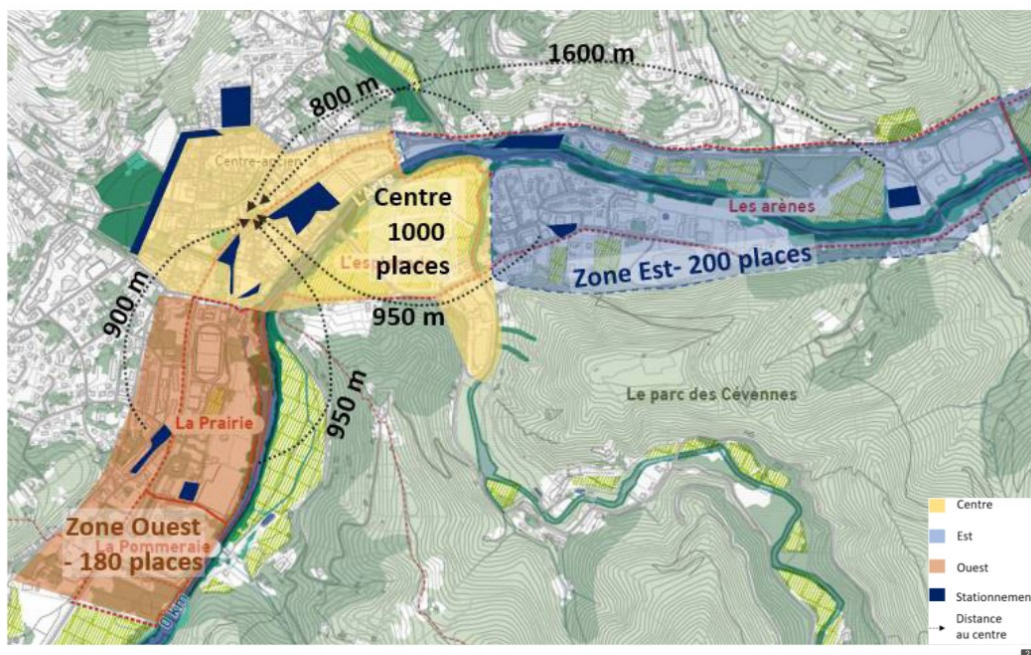 1600 m
800 m
Centre-ancien
Centre
1000
places
Les arènes
Zone Est- 200 places
900 m
950 m
Le parc des Cévennes
950 m
La Prairie
Zone Ouest
La Pommeraie
- 180 places
Centre
Est
Ouest
Stationnemen
Distance
au centre